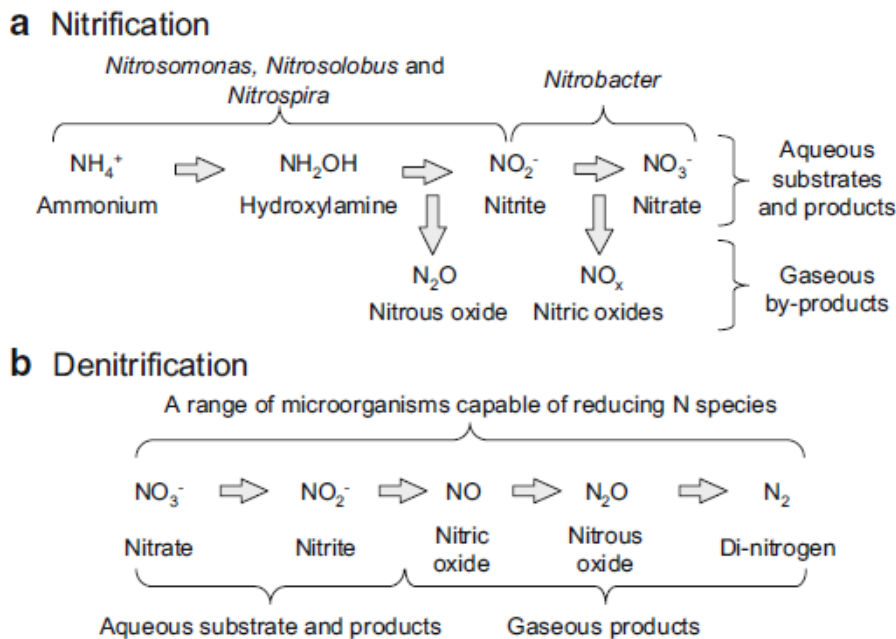 a Nitrification
Nitrosomonas, Nitrosolobus and
Nitrospira
Nitrobacter
NH₄⁺
NH₂OH
NO₂⁻
NO₃⁻
Ammonium
Hydroxylamine
Nitrite
Nitrate
Aqueous
substrates
and products
N₂O
NOₓ
Nitrous oxide
Nitric oxides
Gaseous
by-products
b Denitrification
A range of microorganisms capable of reducing N species
NO₃⁻
NO₂⁻
NO
N₂O
N₂
Nitrate
Nitrite
Nitric
oxide
Nitrous
oxide
Di-nitrogen
Aqueous substrate and products
Gaseous products